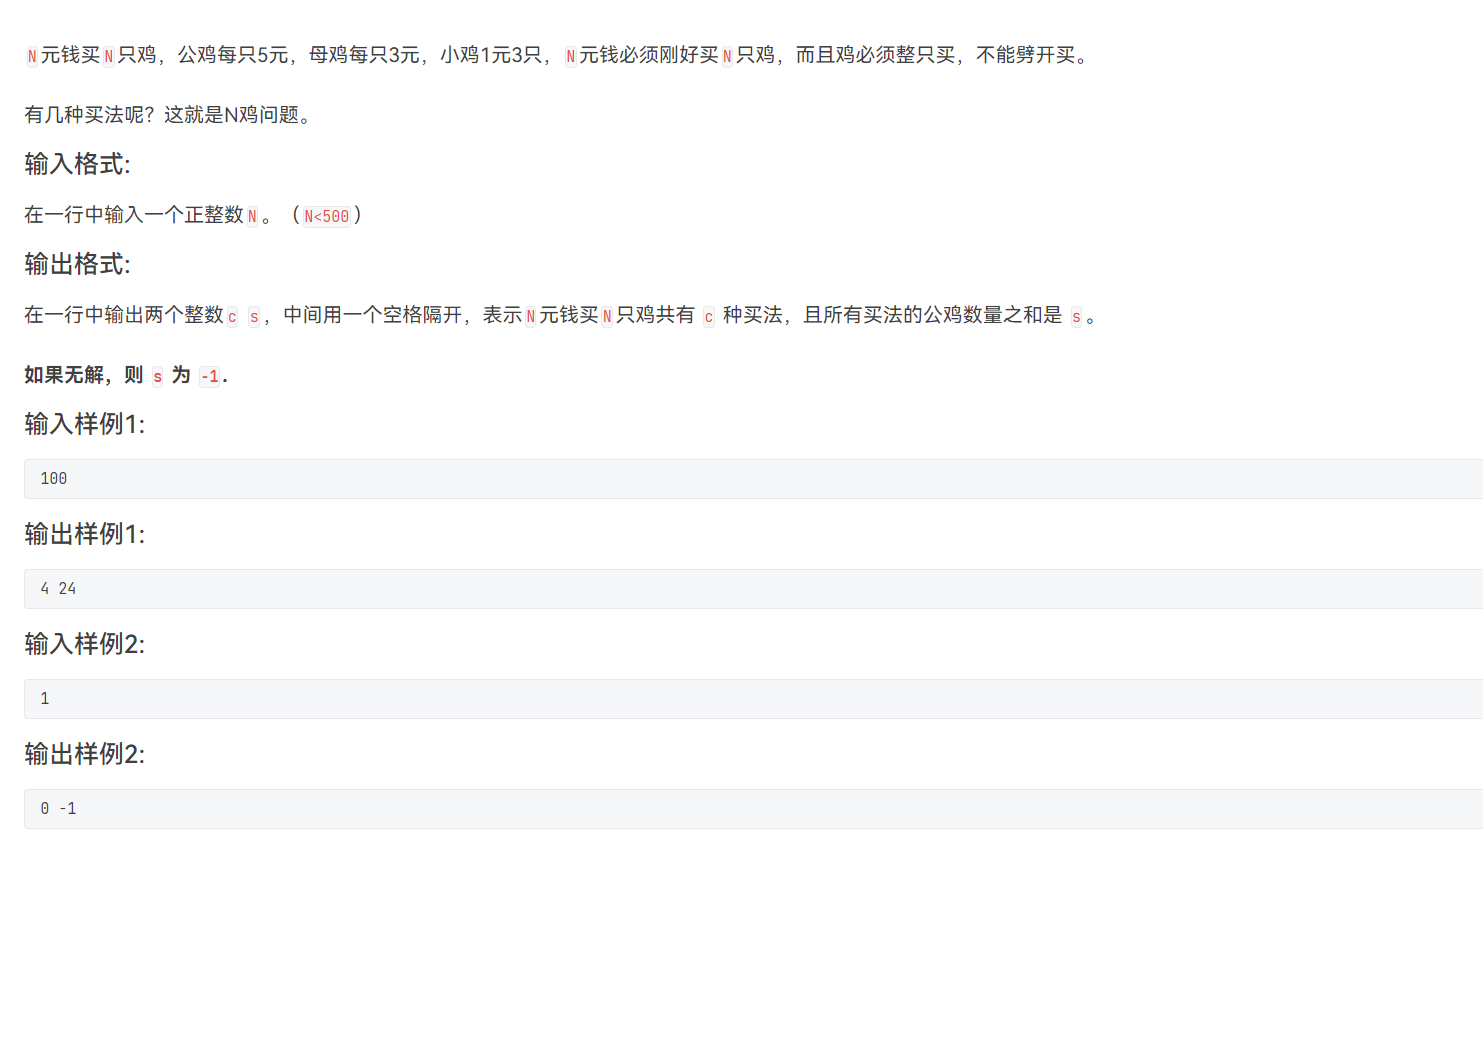 N元钱买N只鸡，公鸡每只5元，母鸡每只3元，小鸡1元3只，N元钱必须刚好买N只鸡，而且鸡必须整只买，不能劈开买。
有几种买法呢？这就是N鸡问题。
输入格式:
在一行中输入一个正整数N。（N<500）
输出格式:
在一行中输出两个整数c s，中间用一个空格隔开，表示N元钱买N只鸡共有 c 种买法，且所有买法的公鸡数量之和是 s。
如果无解，则 s 为 -1.
输入样例1:
100
输出样例1:
4 24
输入样例2:
1
输出样例2:
0 -1